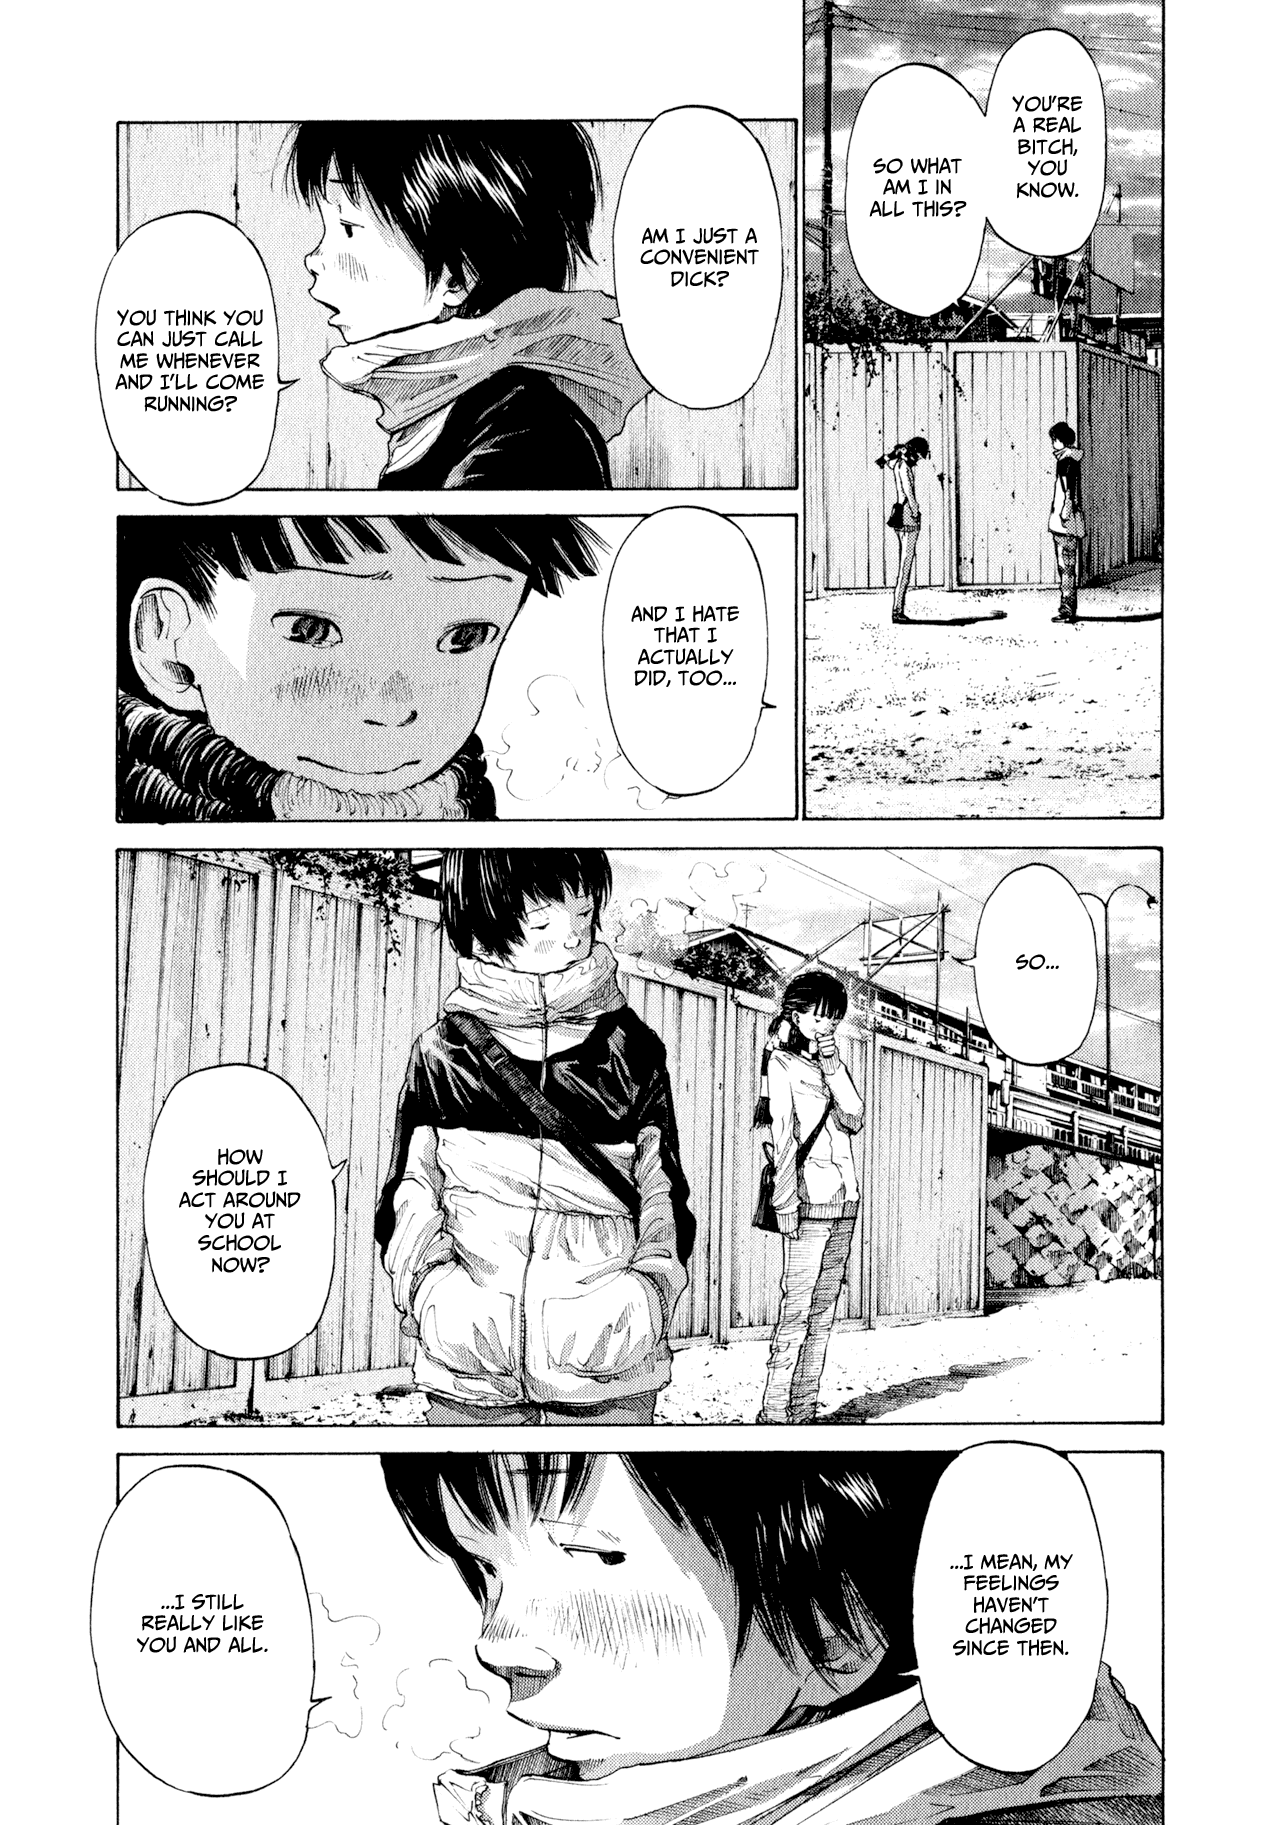 YOU'RE
A REAL
BITCH,
YOU
KNOW.
SO WHAT
AM I IN
ALL THIS?
AM I JUST A
CONVENIENT
DICK?
YOU THINK YOU
CAN JUST CALL
ME WHENEVER
AND I'LL COME
RUNNING?
AND I HATE
THAT I
ACTUALLY
DID, TOO...
SO...
HOW
SHOULD I
ACT AROUND
YOU AT
SCHOOL
NOW?
...I MEAN, MY
FEELINGS
HAVEN'T
CHANGED
SINCE THEN.
...I STILL
REALLY LIKE
YOU AND ALL.